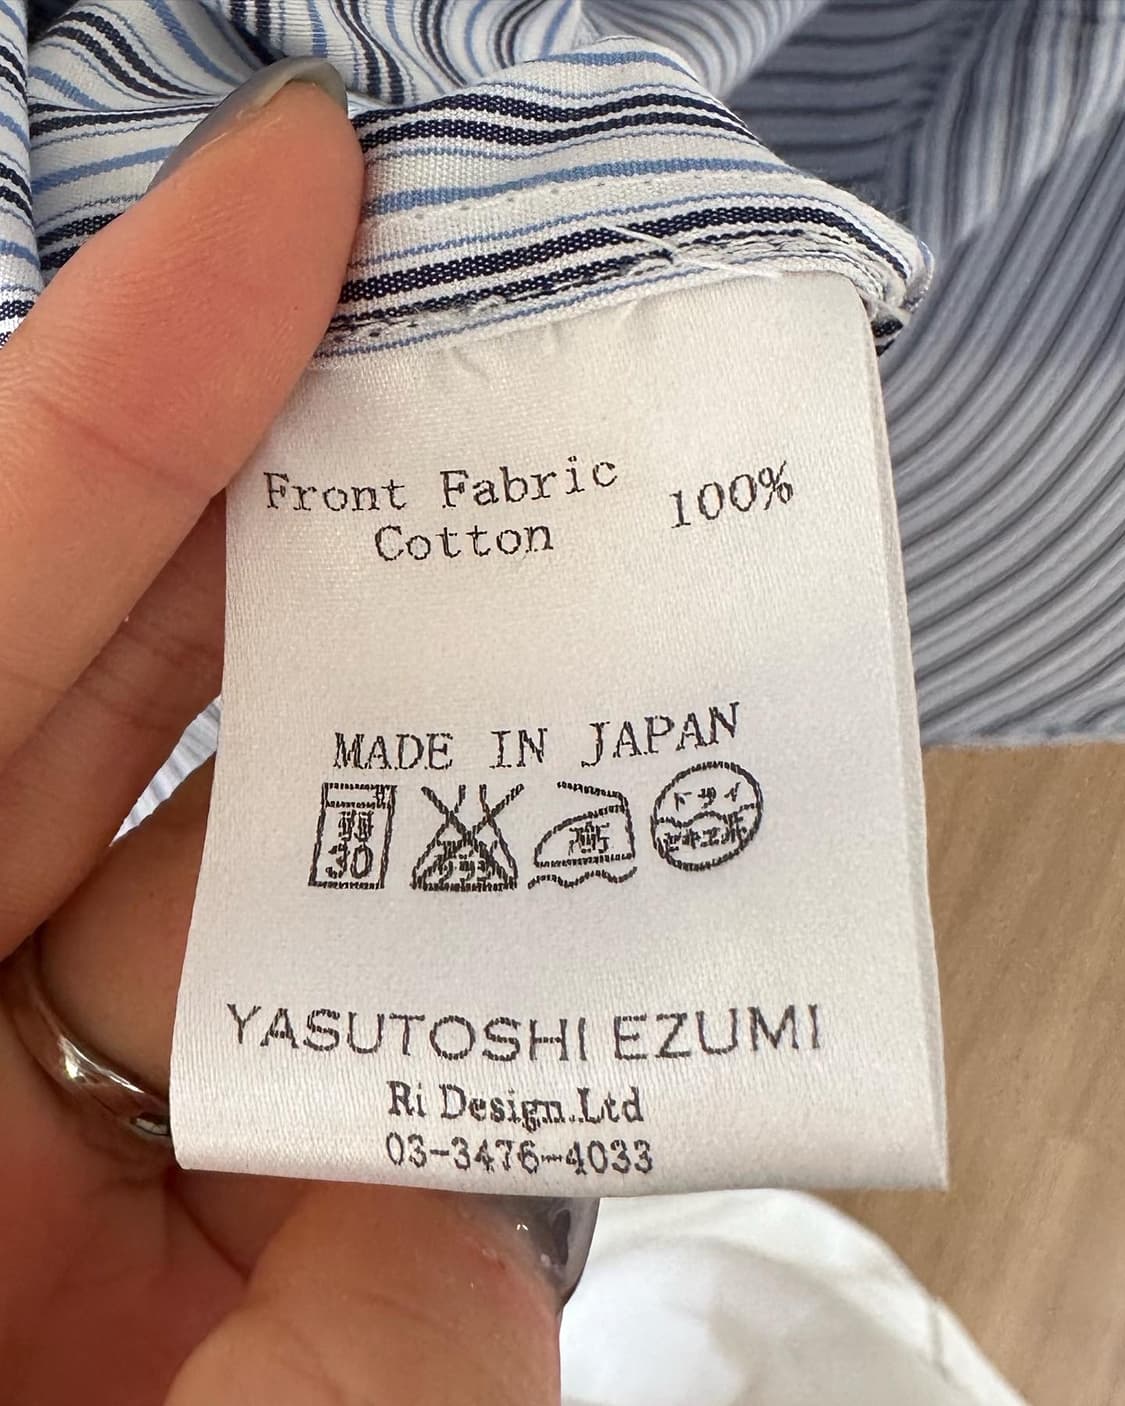 Front Fabric
Cotton 100%
MADE IN JAPAN
30
ドライ
YASUTOSHI EZUMI
Ri Design.Ltd
03-3476-4033